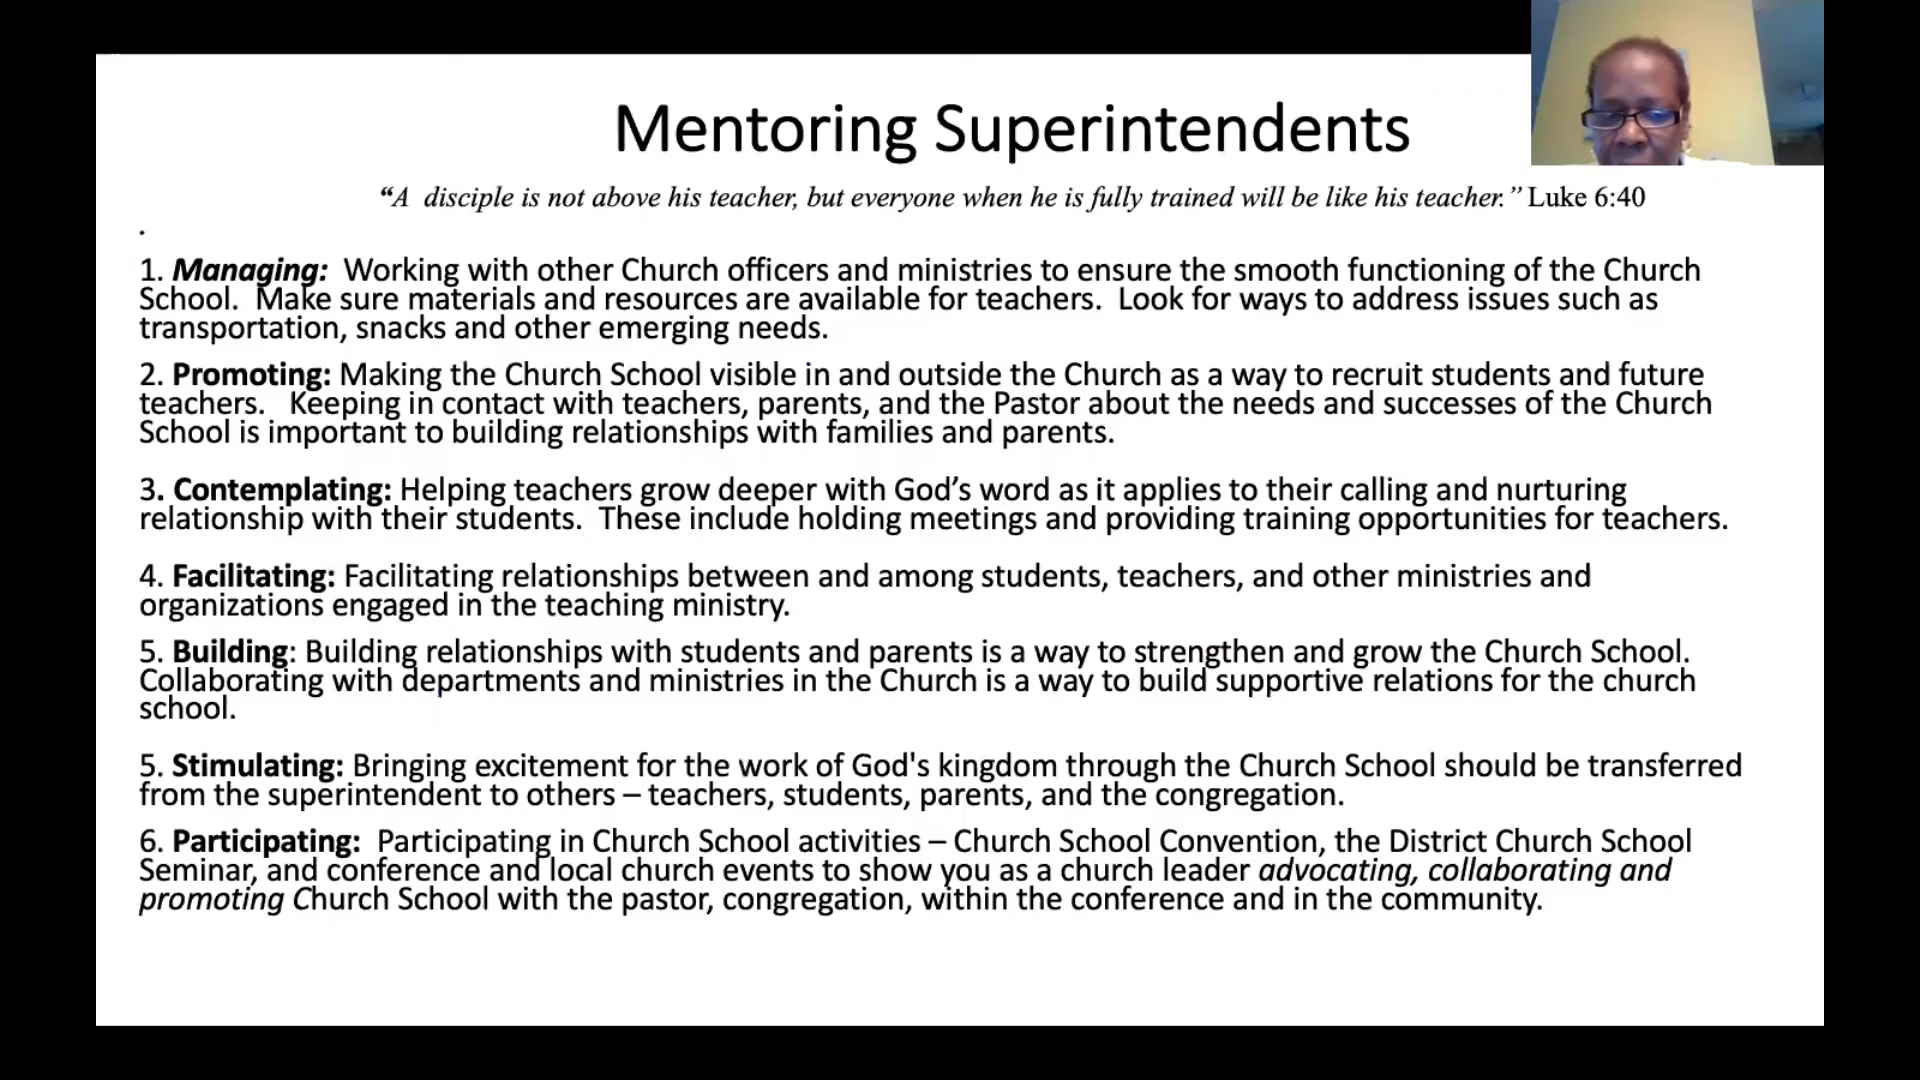 Mentoring Superintendents
“A disciple is not above his teacher, but everyone when he is fully trained will be like his teacher.” Luke 6:40
.
1. Managing: Working with other Church officers and ministries to ensure the smooth functioning of the Church
School. Make sure materials and resources are available for teachers. Look for ways to address issues such as
transportation, snacks and other emerging needs.
2. Promoting: Making the Church School visible in and outside the Church as a way to recruit students and future
teachers. Keeping in contact with teachers, parents, and the Pastor about the needs and successes of the Church
School is important to building relationships with families and parents.
3. Contemplating: Helping teachers grow deeper with God’s word as it applies to their calling and nurturing
relationship with their students. These include holding meetings and providing training opportunities for teachers.
4. Facilitating: Facilitating relationships between and among students, teachers, and other ministries and
organizations engaged in the teaching ministry.
5. Building: Building relationships with students and parents is a way to strengthen and grow the Church School.
Collaborating with departments and ministries in the Church is a way to build supportive relations for the church
school.
5. Stimulating: Bringing excitement for the work of God's kingdom through the Church School should be transferred
from the superintendent to others – teachers, students, parents, and the congregation.
6. Participating: Participating in Church School activities – Church School Convention, the District Church School
Seminar, and conference and local church events to show you as a church leader advocating, collaborating and
promoting Church School with the pastor, congregation, within the conference and in the community.